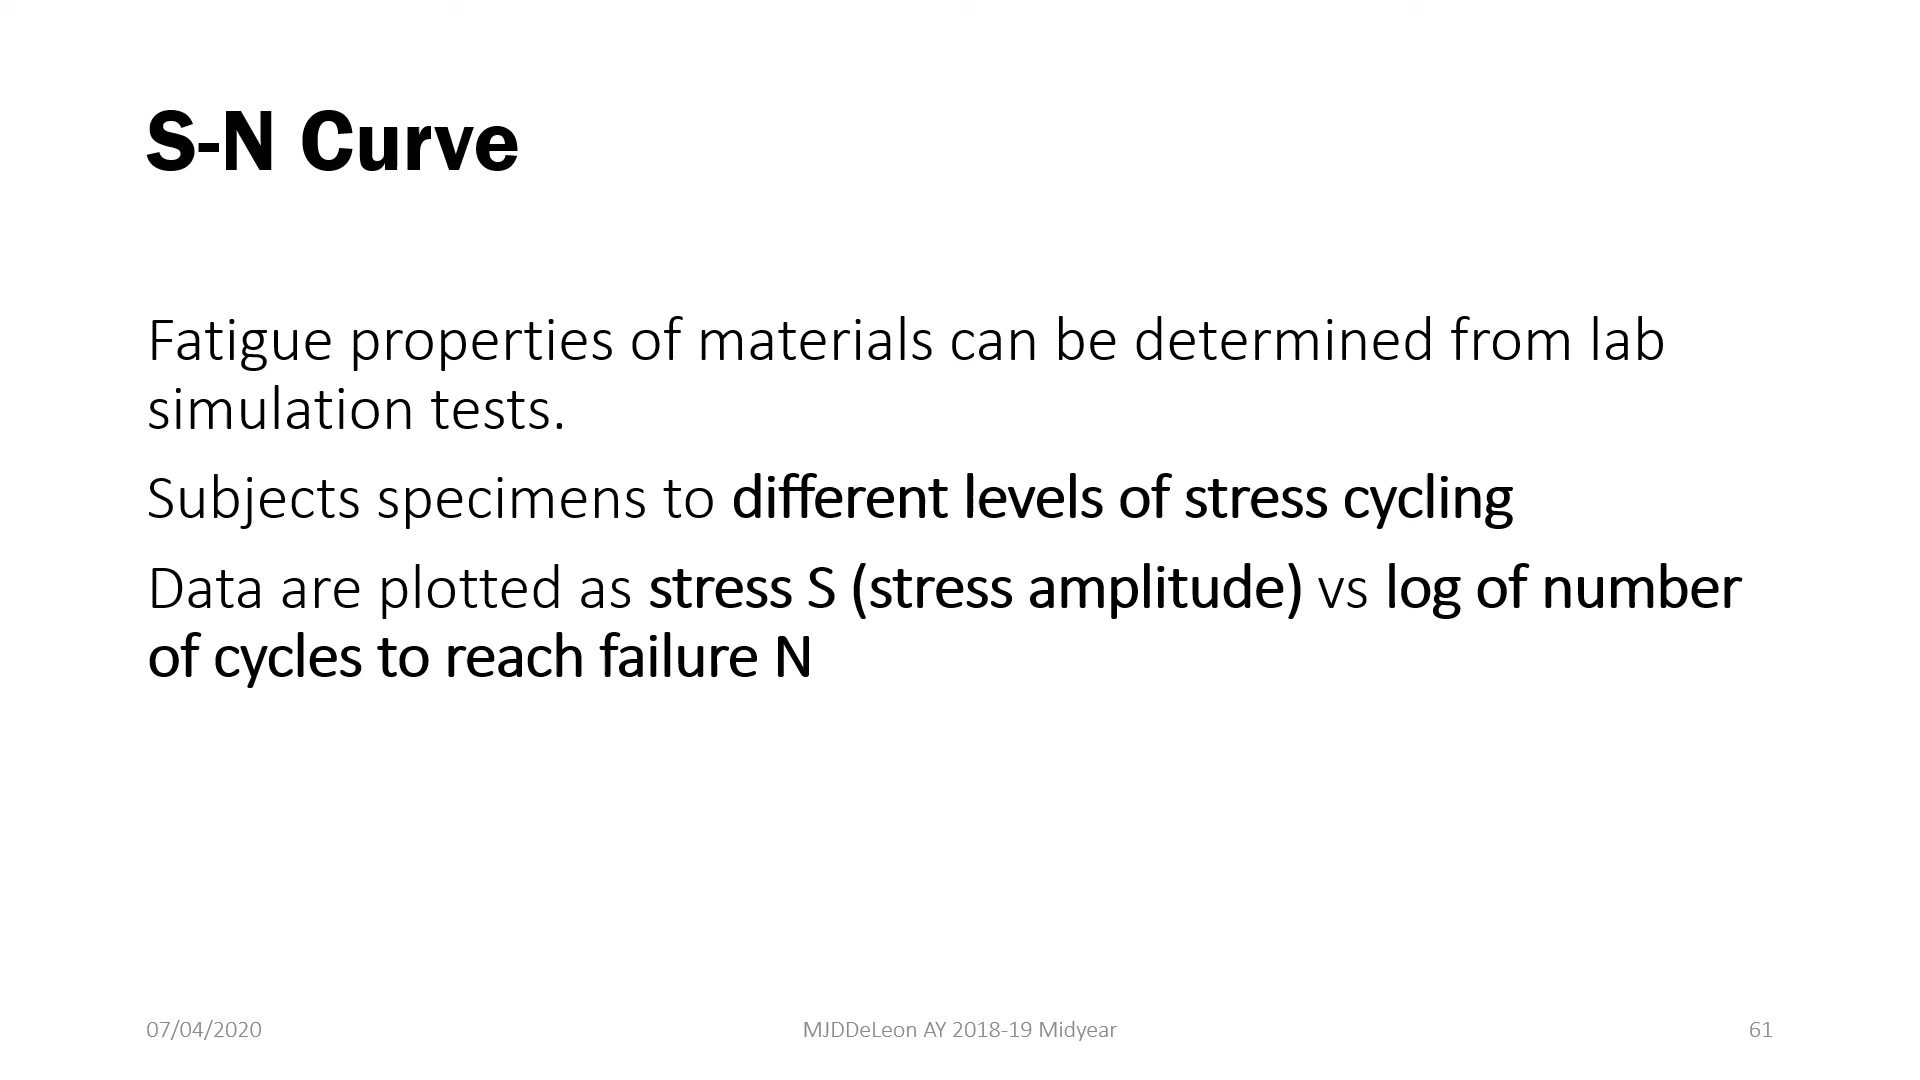 S-N Curve
Fatigue properties of materials can be determined from lab
simulation tests.
Subjects specimens to different levels of stress cycling
Data are plotted as stress S (stress amplitude) vs log of number
of cycles to reach failure N
07/04/2020
MJDDeLeon AY 2018-19 Midyear
61